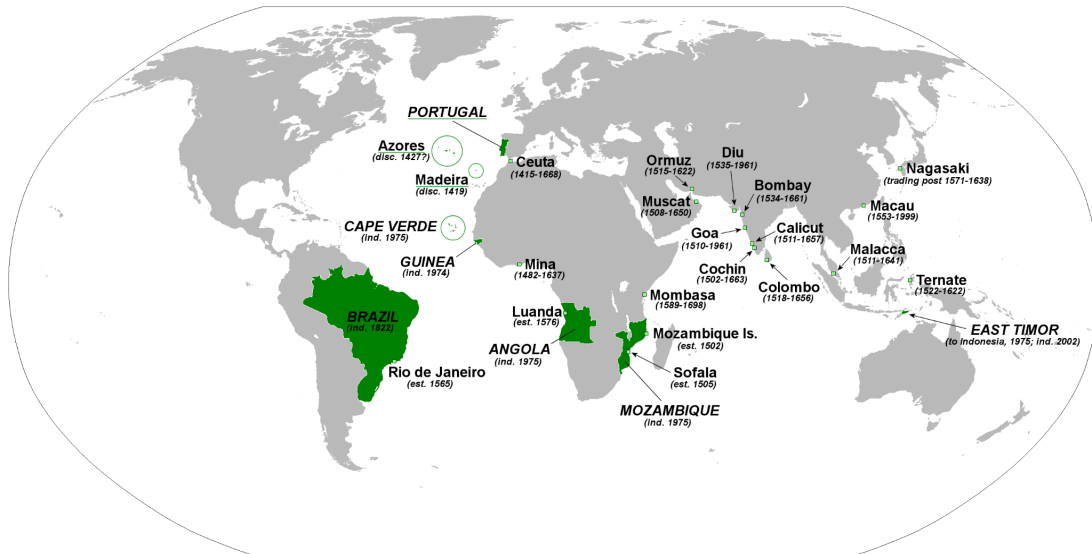 PORTUGAL
Azores
(disc. 1427?)
Ceuta
(1415-1668)
Madeira
(disc. 1419)
CAPE VERDE
(ind. 1975)
GUINEA
(ind. 1974)
Mina
(1482-1637)
BRAZIL
(ind. 1822)
Rio de Janeiro
(est. 1565)
Luanda
(est. 1576)
ANGOLA
(ind. 1975)
Mombasa
(1589-1698)
Mozambique Is.
(est. 1502)
Sofala
(est. 1505)
MOZAMBIQUE
(ind. 1975)
Ormuz
(1515-1622)
Muscat
(1508-1650)
Diu
(1535-1961)
Bombay
(1534-1661)
Goa
(1510-1961)
Calicut
(1511-1657)
Cochin
(1502-1663)
Colombo
(1518-1656)
Nagasaki
(trading post 1571-1638)
Macau
(1553-1999)
Malacca
(1511-1641)
Ternate
(1522-1622)
EAST TIMOR
(to Indonesia, 1975; ind. 2002)